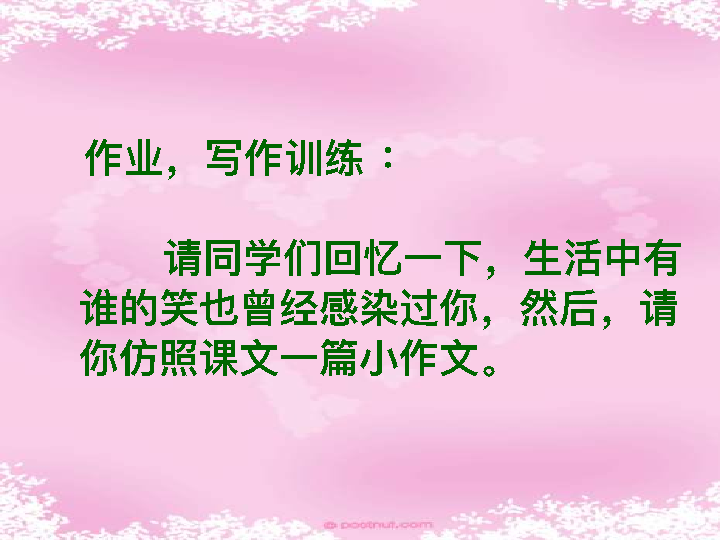 作业，写作训练：
请同学们回忆一下，生活中有
谁的笑也曾经感染过你，然后，请
你仿照课文一篇小作文。